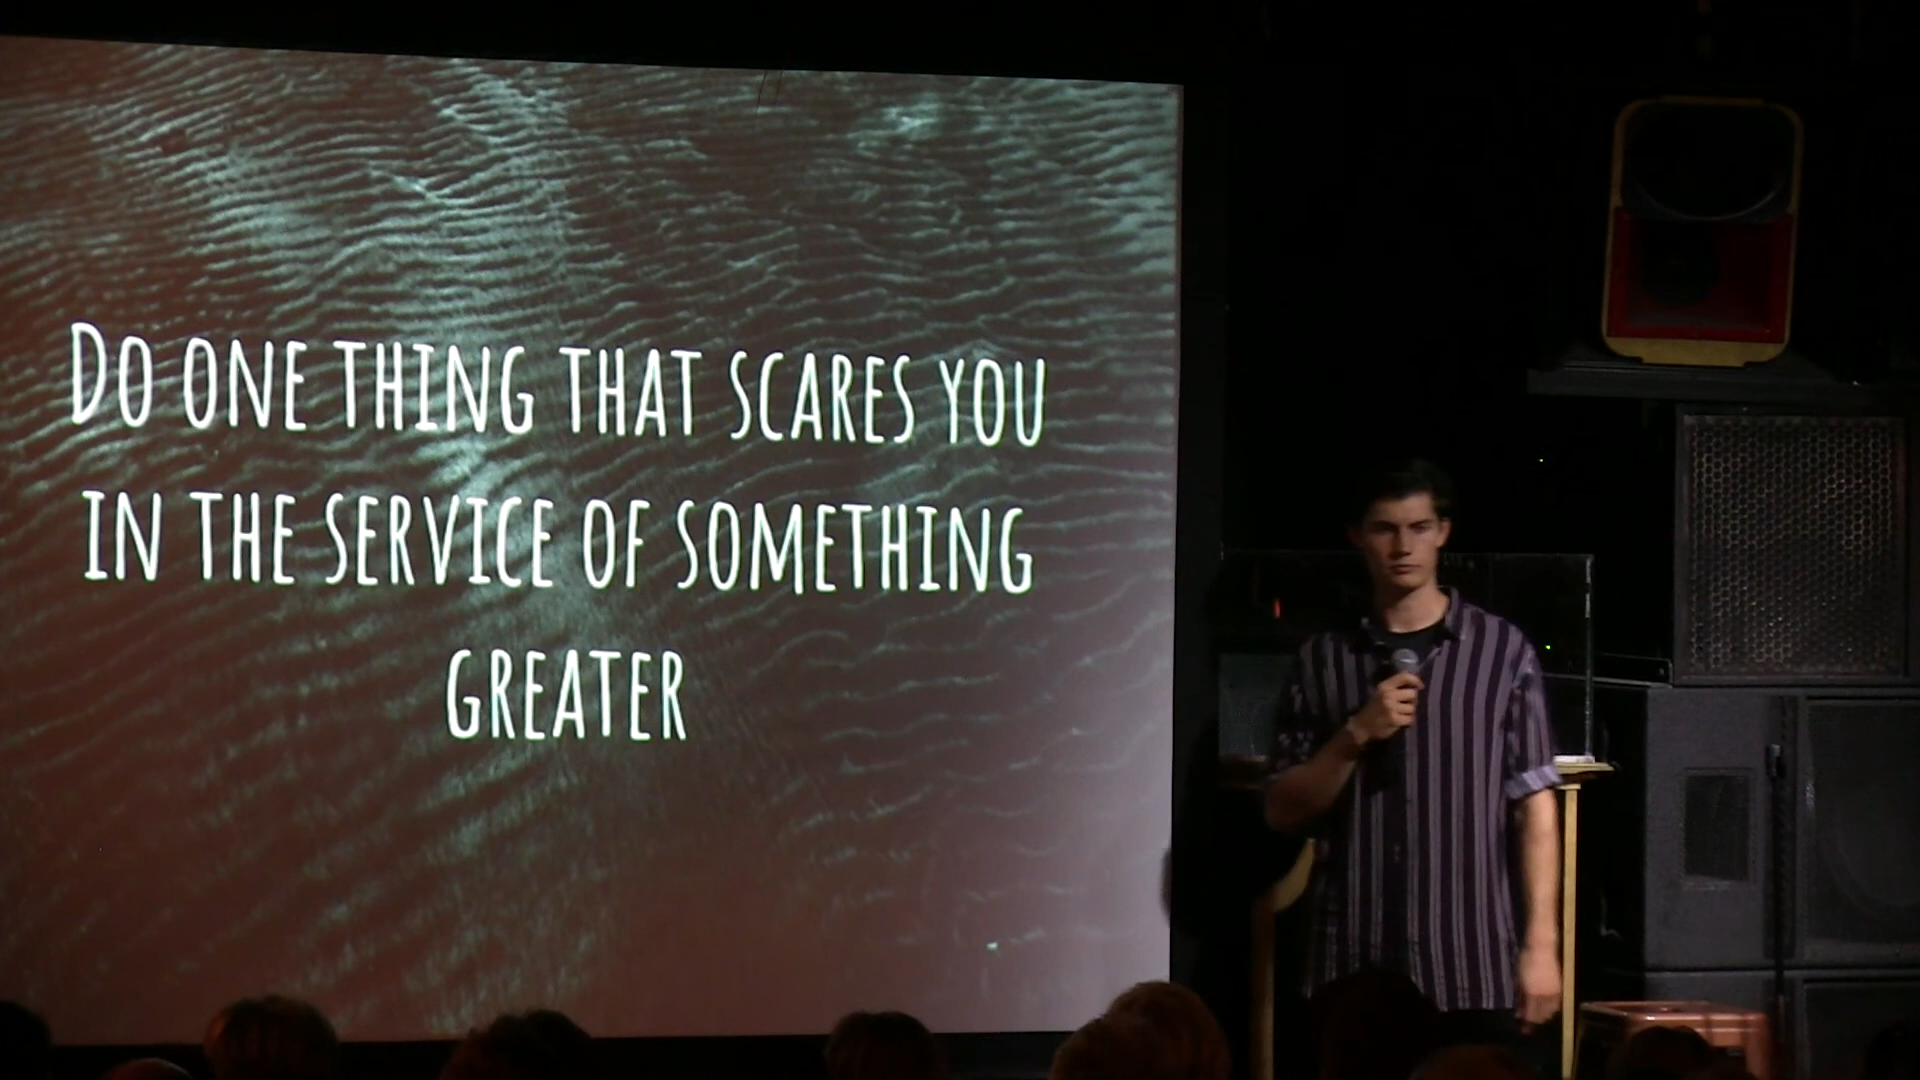 Do one thing that scares you
in the service of something
greater